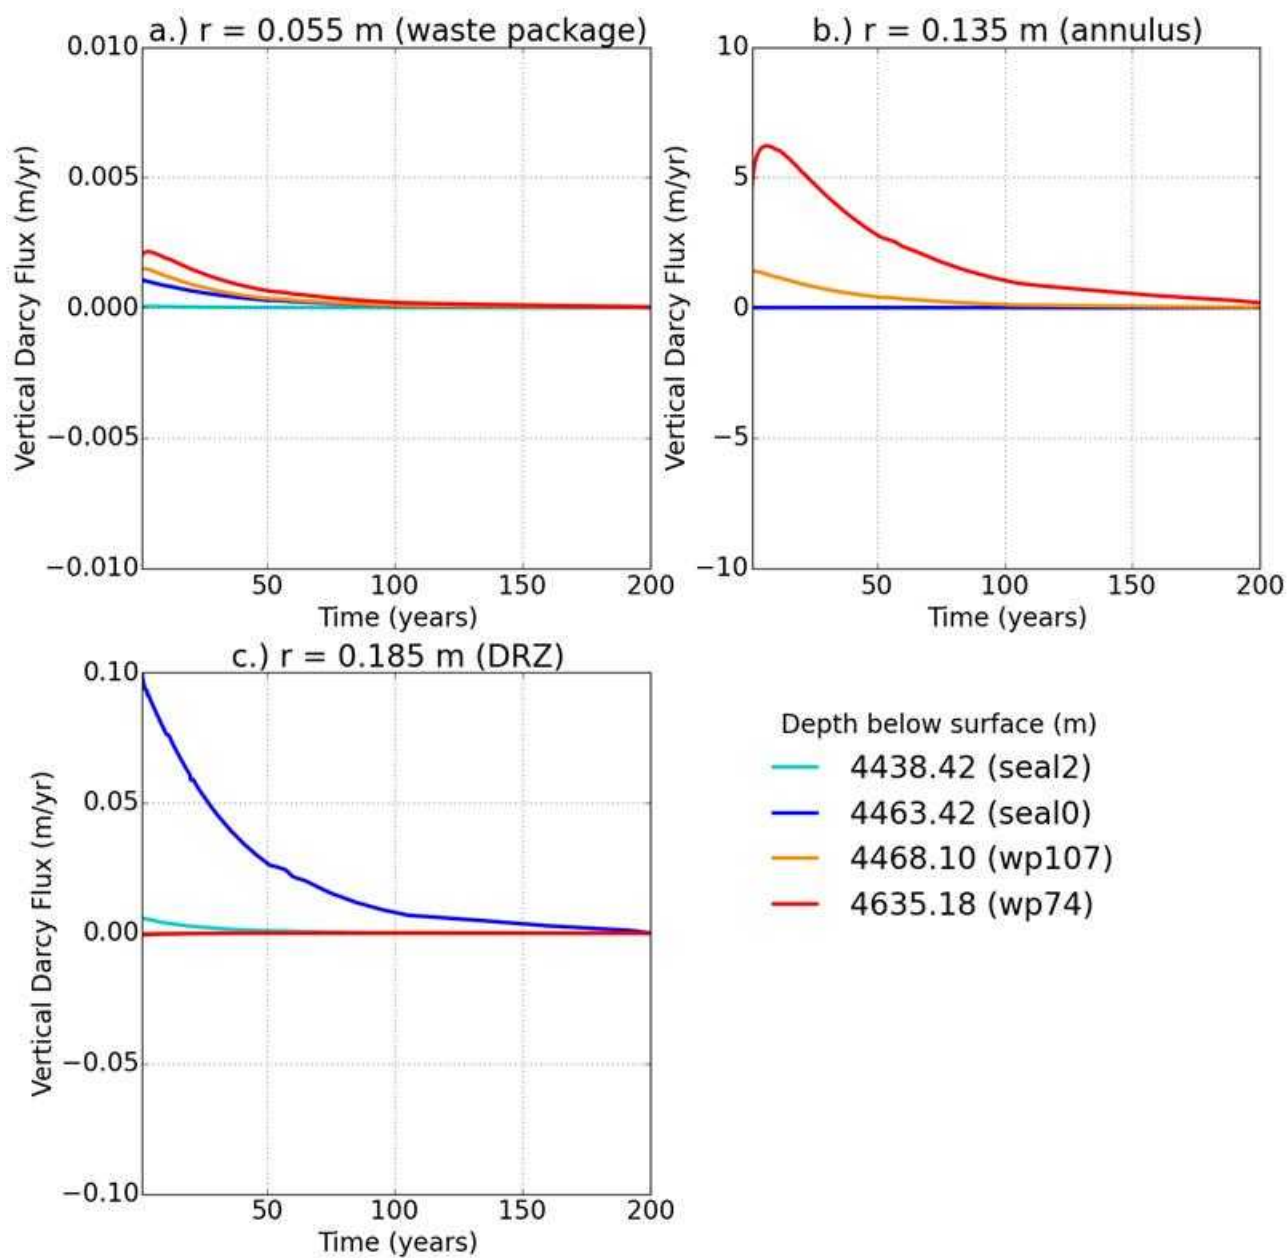 a.) r = 0.055 m (waste package)
0.010
0.005
0.000
−0.005
−0.010
Vertical Darcy Flux (m/yr)
50 100 150 200
Time (years)
b.) r = 0.135 m (annulus)
10
5
0
−5
−10
Vertical Darcy Flux (m/yr)
50 100 150 200
Time (years)
c.) r = 0.185 m (DRZ)
0.10
0.05
0.00
−0.05
−0.10
Vertical Darcy Flux (m/yr)
50 100 150 200
Time (years)
Depth below surface (m)
4438.42 (seal2)
4463.42 (seal0)
4468.10 (wp107)
4635.18 (wp74)